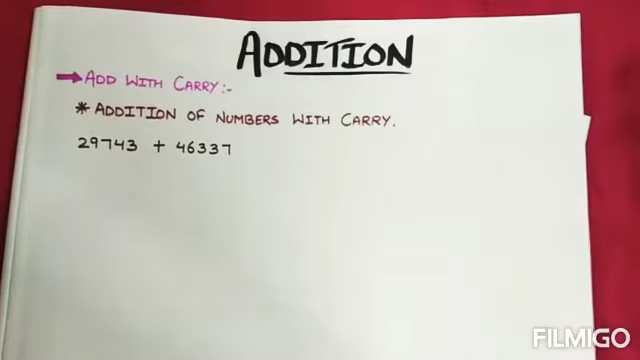 ADDITION
➡ADD WITH CARRY:-
* ADDITION OF NUMBERS WITH CARRY.
29743 + 46337
FILMIGO